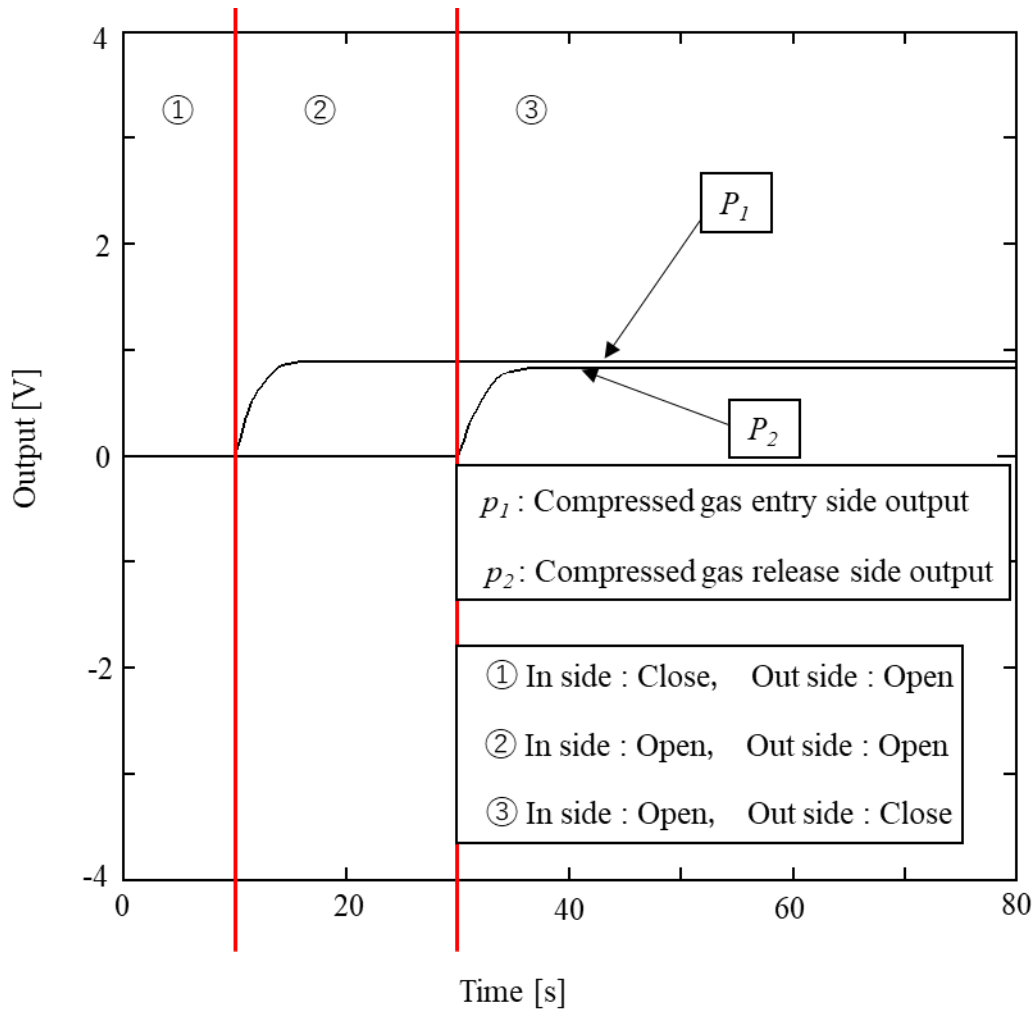 4
① ② ③
P₁
2
Output [V]
P₂
0
p₁ : Compressed gas entry side output
p₂ : Compressed gas release side output
-2
① In side : Close, Out side : Open
② In side : Open, Out side : Open
③ In side : Open, Out side : Close
-4
0 20 40 60 80
Time [s]